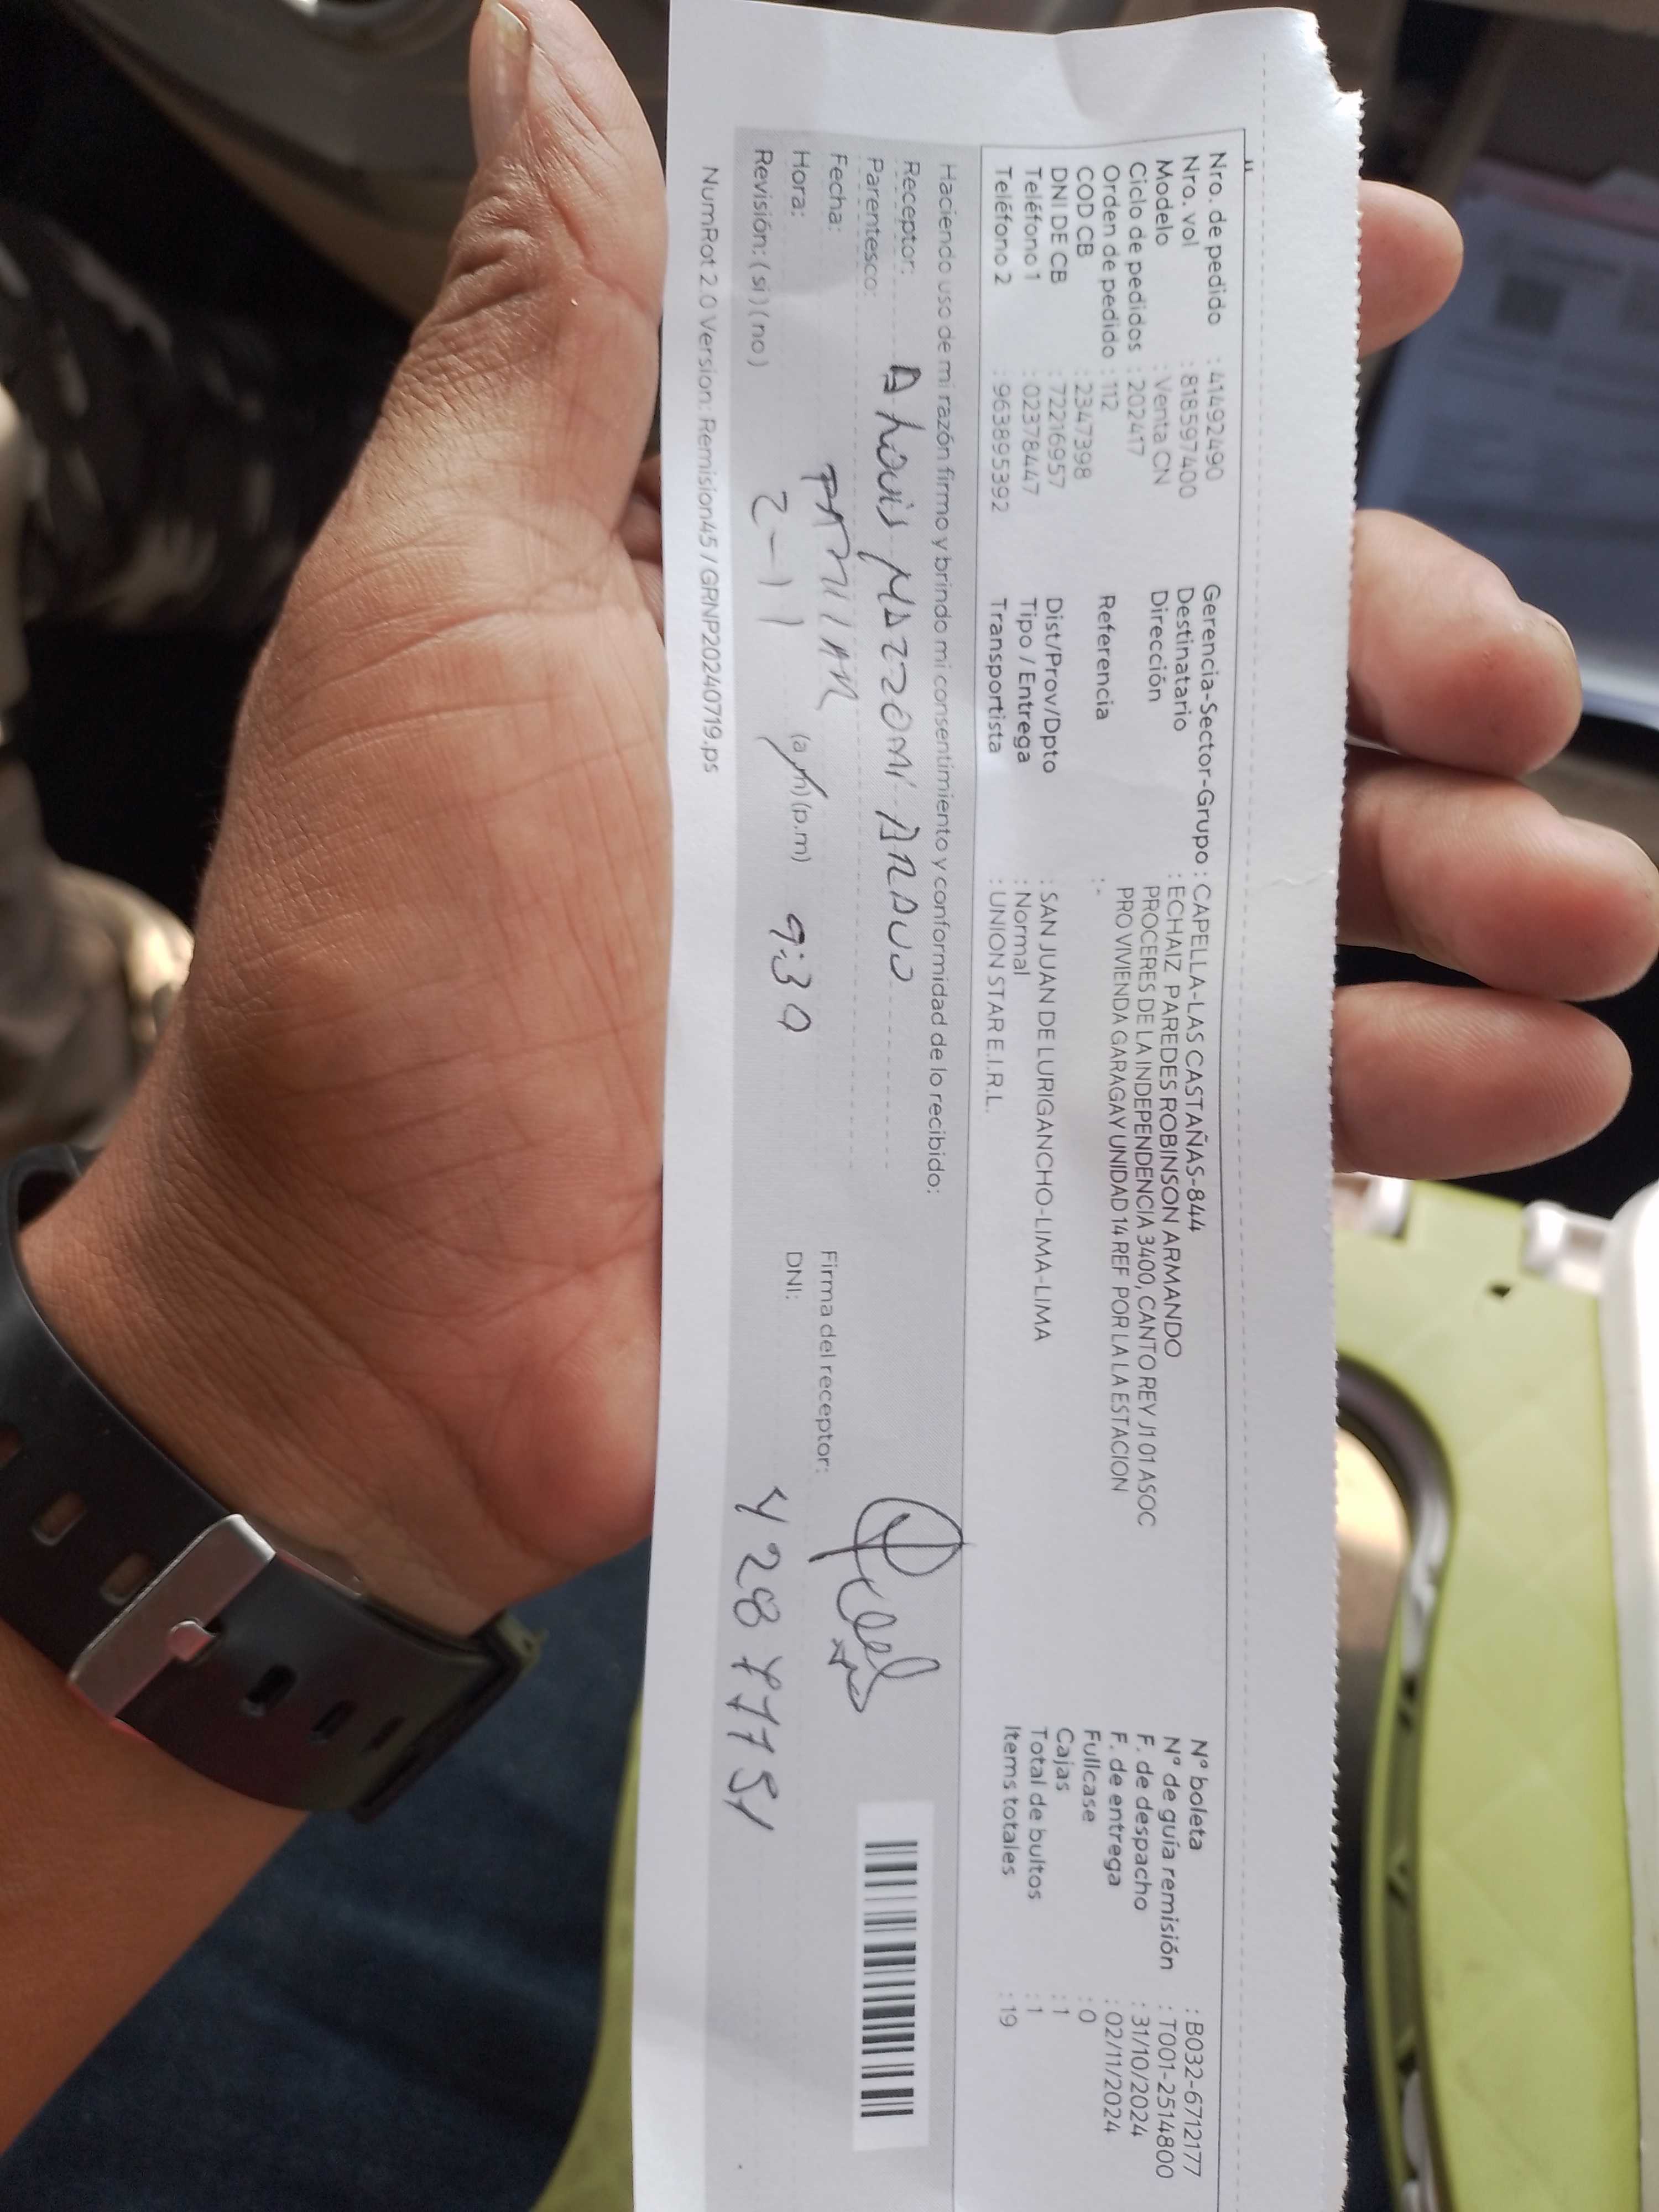 Nro. de pedido : 41492490
Nro. vol : 818597400
Modelo : Venta CN
Ciclo de pedidos : 202417
Orden de pedido : 112
COD CB : 2347398
DNI DE CB : 72216957
Teléfono 1 : 02378447
Teléfono 2 : 963895392
Gerencia-Sector-Grupo : CAPELLA-LAS CASTAÑAS-844
Destinatario : ECHAIZ PAREDES ROBINSON ARMANDO
Dirección PROCERES DE LA INDEPENDENCIA 3400, CANTO REY J1 01 ASOC
PRO VIVIENDA GARAGAY UNIDAD 14 REF POR LA LA ESTACION
Referencia : -
Dist/Prov/Dpto : SAN JUAN DE LURIGANCHO-LIMA-LIMA
Tipo / Entrega : Normal
Transportista : UNION STAR E.I.R.L.
N° boleta : B032-6712177
N° de guía remisión : T001-2514800
F. de despacho : 31/10/2024
F. de entrega : 02/11/2024
Fullcase : 0
Cajas : 1
Total de bultos : 1
Items totales : 19
Haciendo uso de mi razón firmo y brindo mi consentimiento y conformidad de lo recibido:
Receptor: MAZZONI
Parentesco: FAMILIAR
Fecha: 2-11
Hora: (a.m) (p.m) 9:30
Revisión: (si) (no)
Firma del receptor:
DNI: 42847751
NumRot 2.0 Version: Remision45 / GRNP20240719.ps